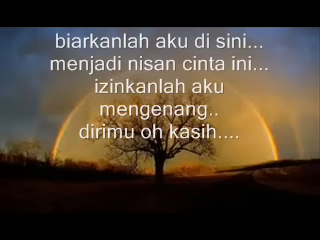 biarkanlah aku di sini...
menjadi nisan cinta ini...
izinkanlah aku
mengenang..
dirimu oh kasih....